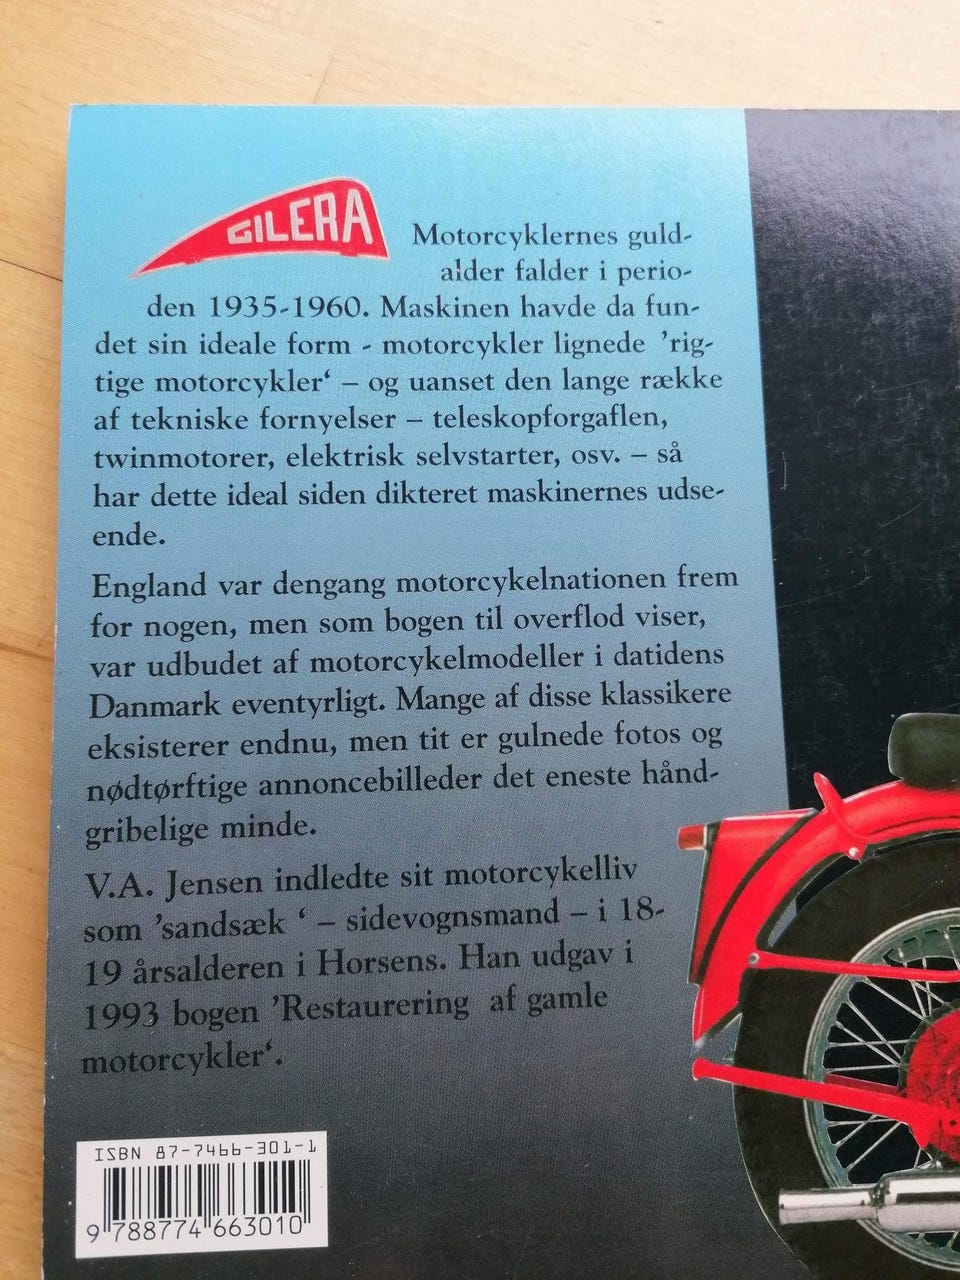 GILERA
Motorcyklernes guld-
alder falder i perio-
den 1935-1960. Maskinen havde da fun-
det sin ideale form - motorcykler lignede ’rig-
tige motorcykler‘ – og uanset den lange række
af tekniske fornyelser – teleskopforgaflen,
twinmotorer, elektrisk selvstarter, osv. – så
har dette ideal siden dikteret maskinernes udse-
ende.
England var dengang motorcykelnationen frem
for nogen, men som bogen til overflod viser,
var udbudet af motorcykelmodeller i datidens
Danmark eventyrligt. Mange af disse klassikere
eksisterer endnu, men tit er gulnede fotos og
nødtørftige annoncebilleder det eneste hånd-
gribelige minde.
V.A. Jensen indledte sit motorcykelliv
som ’sandsæk ‘ – sidevognsmand – i 18-
19 årsalderen i Horsens. Han udgav i
1993 bogen ’Restaurering af gamle
motorcykler‘.
ISBN 87-7466-301-1
9 788774 663010